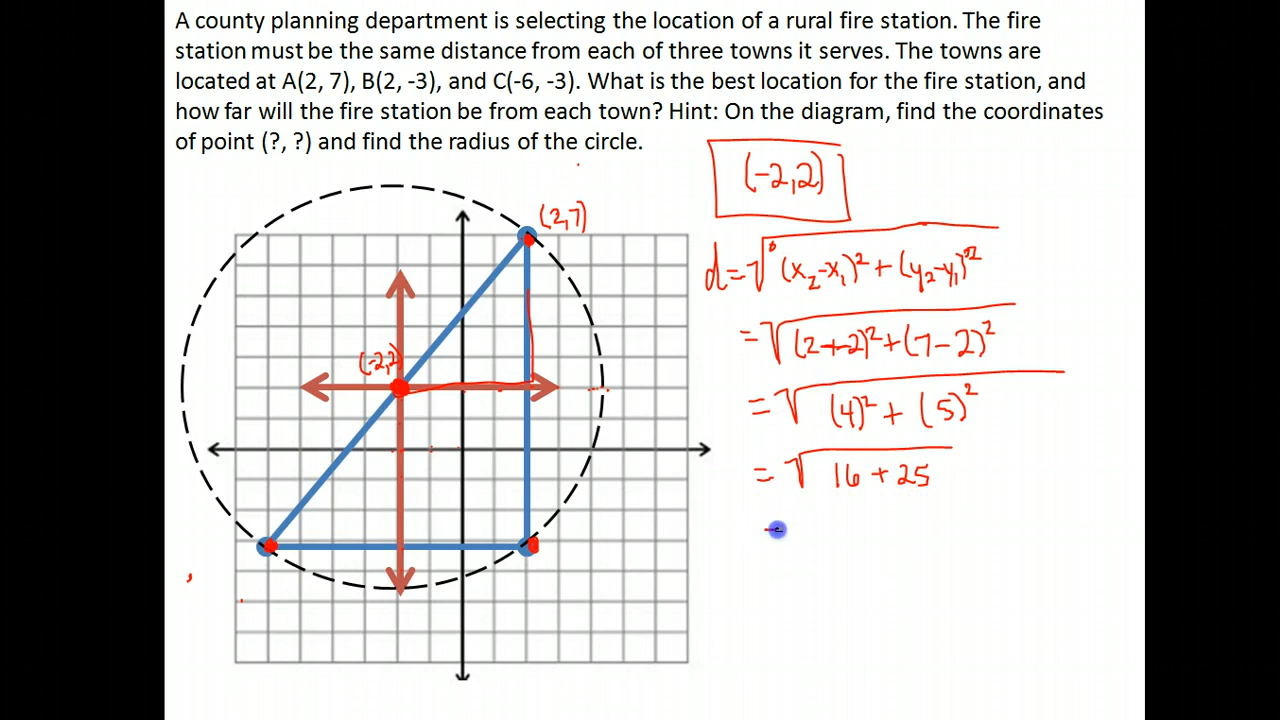 A county planning department is selecting the location of a rural fire station. The fire
station must be the same distance from each of three towns it serves. The towns are
located at A(2, 7), B(2, -3), and C(-6, -3). What is the best location for the fire station, and
how far will the fire station be from each town? Hint: On the diagram, find the coordinates
of point (?, ?) and find the radius of the circle.
(-2,2)
(2,7)
d=√(x₂-x₁)²+(y₂-y₁)²
=√(2+2)²+(7-2)²
(-2,2)
=√(4)²+(5)²
=√16+25
=